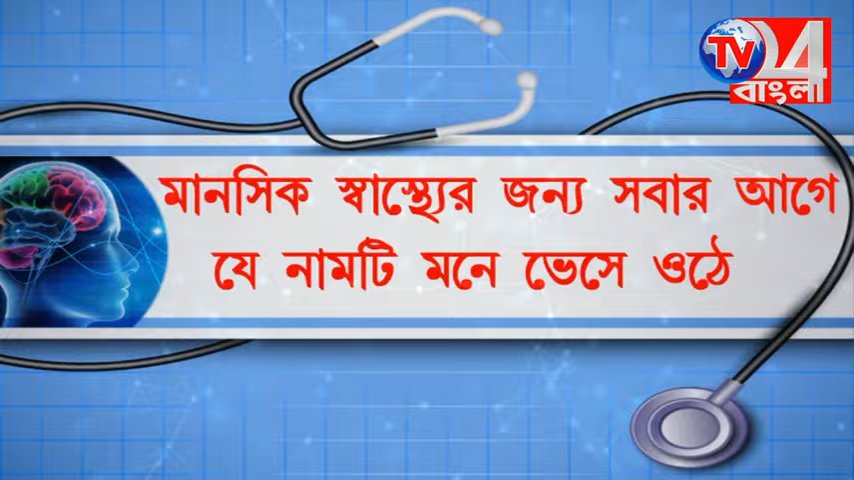 TV 24
বাংলা
মানসিক স্বাস্থ্যের জন্য সবার আগে
যে নামটি মনে ভেসে ওঠে